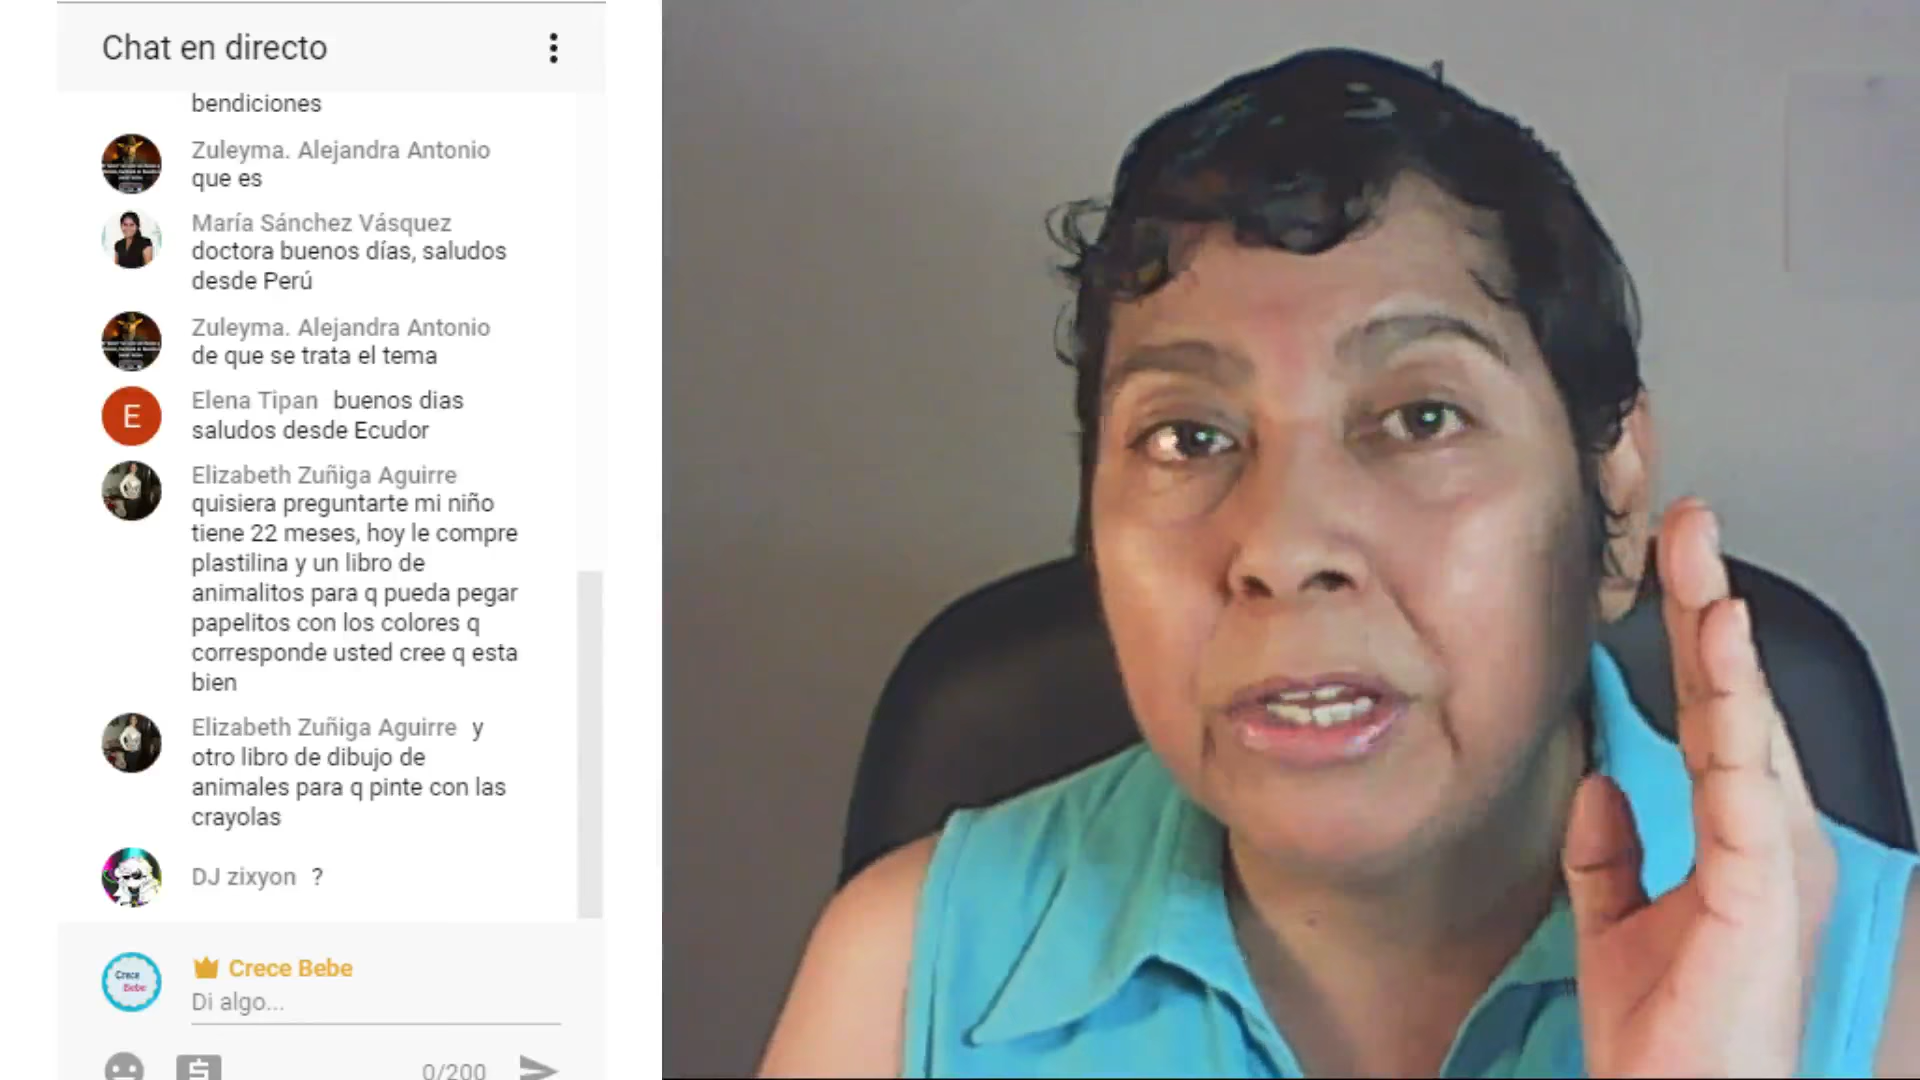 Chat en directo
bendiciones
Zuleyma. Alejandra Antonio
que es
María Sánchez Vásquez
doctora buenos días, saludos
desde Perú
Zuleyma. Alejandra Antonio
de que se trata el tema
Elena Tipan buenos dias
saludos desde Ecudor
E
Elizabeth Zuñiga Aguirre
quisiera preguntarte mi niño
tiene 22 meses, hoy le compre
plastilina y un libro de
animalitos para q pueda pegar
papelitos con los colores q
corresponde usted cree q esta
bien
Elizabeth Zuñiga Aguirre y
otro libro de dibujo de
animales para q pinte con las
crayolas
DJ zixyon ?
Crece
Bebe
Crece Bebe
Di algo...
0/200